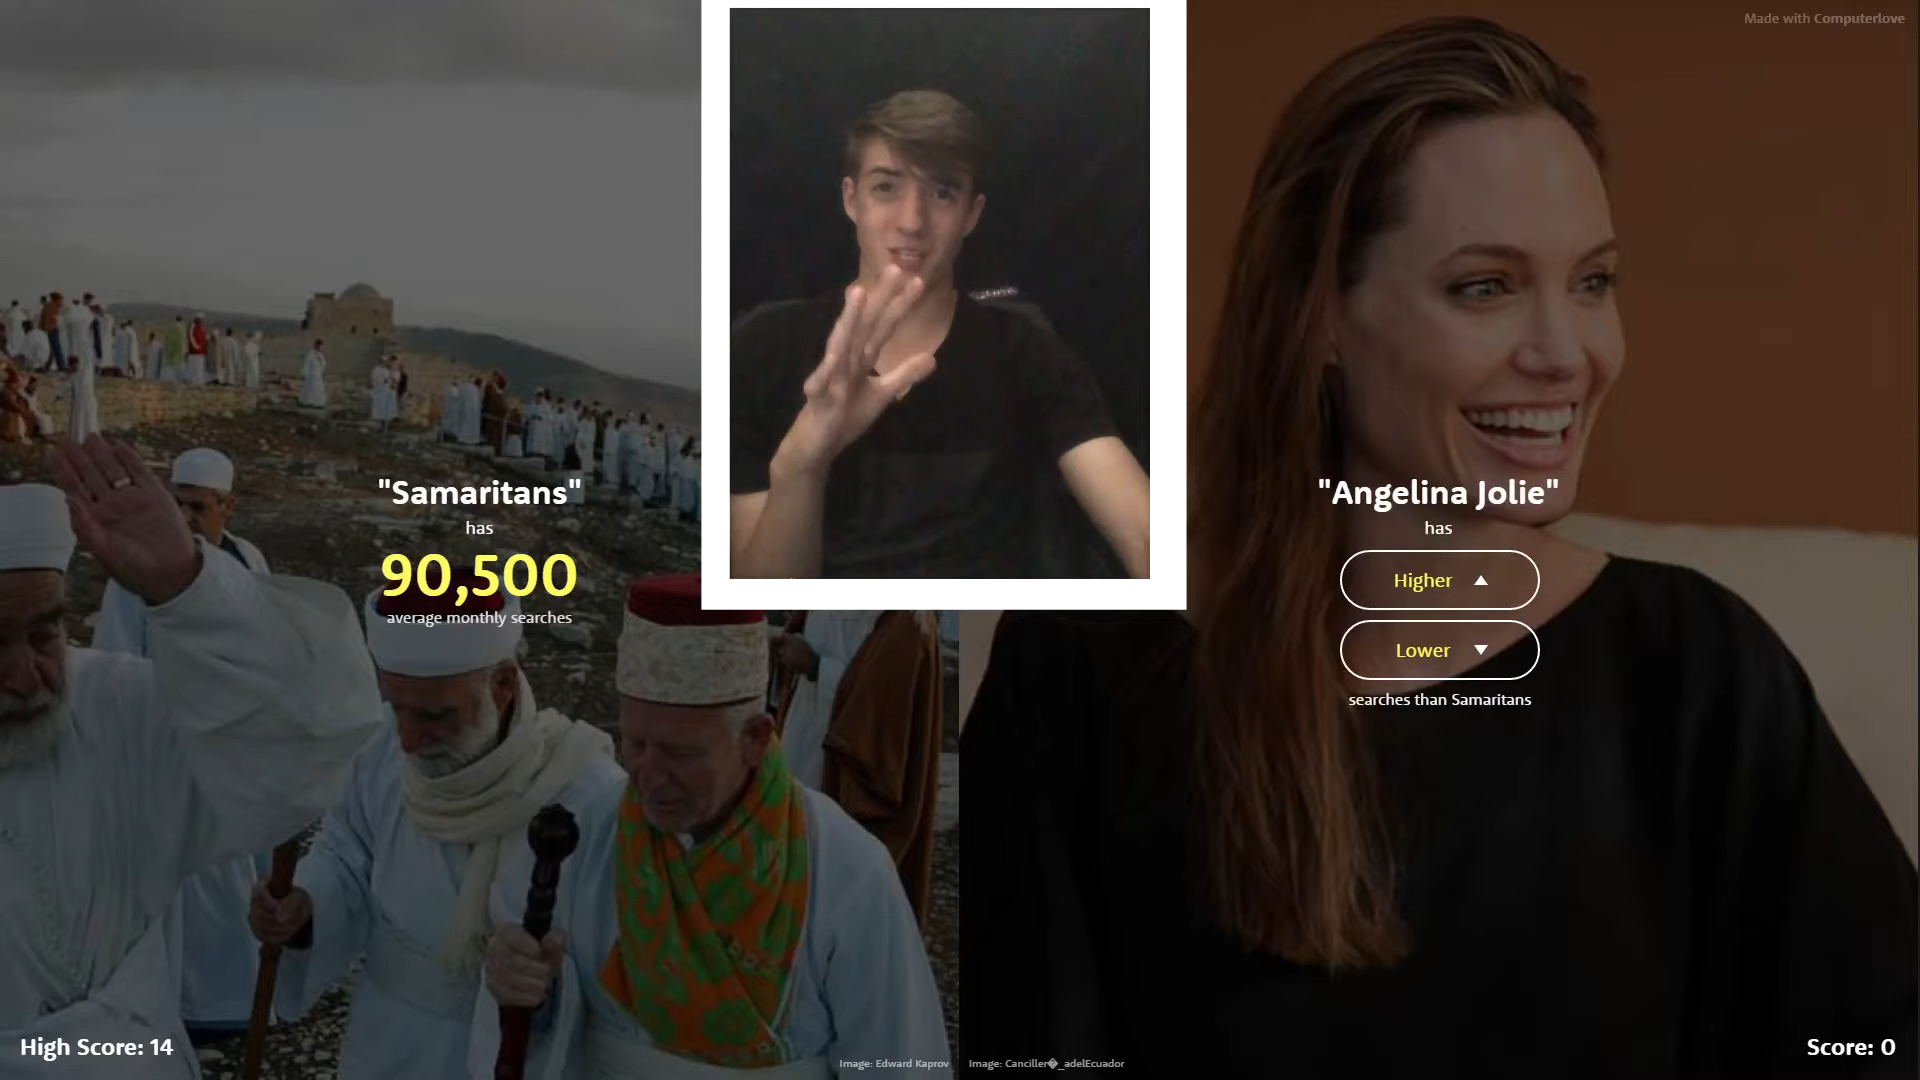 Made with Computerlove
"Samaritans"
has
90,500
average monthly searches
"Angelina Jolie"
has
Higher ▲
Lower ▼
searches than Samaritans
High Score: 14
Image: Edward Kaprov
Image: Canciller�_adelEcuador
Score: 0